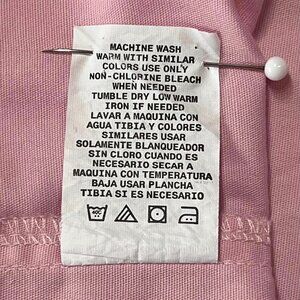 MACHINE WASH
WARM WITH SIMILAR
COLORS USE ONLY
NON-CHLORINE BLEACH
WHEN NEEDED
TUMBLE DRY LOW WARM
IRON IF NEEDED
LAVAR A MAQUINA CON
AGUA TIBIA Y COLORES
SIMILARES USAR
SOLAMENTE BLANQUEADOR
SIN CLORO CUANDO ES
NECESARIO SECAR A
MAQUINA CON TEMPERATURA
BAJA USAR PLANCHA
TIBIA SI ES NECESARIO